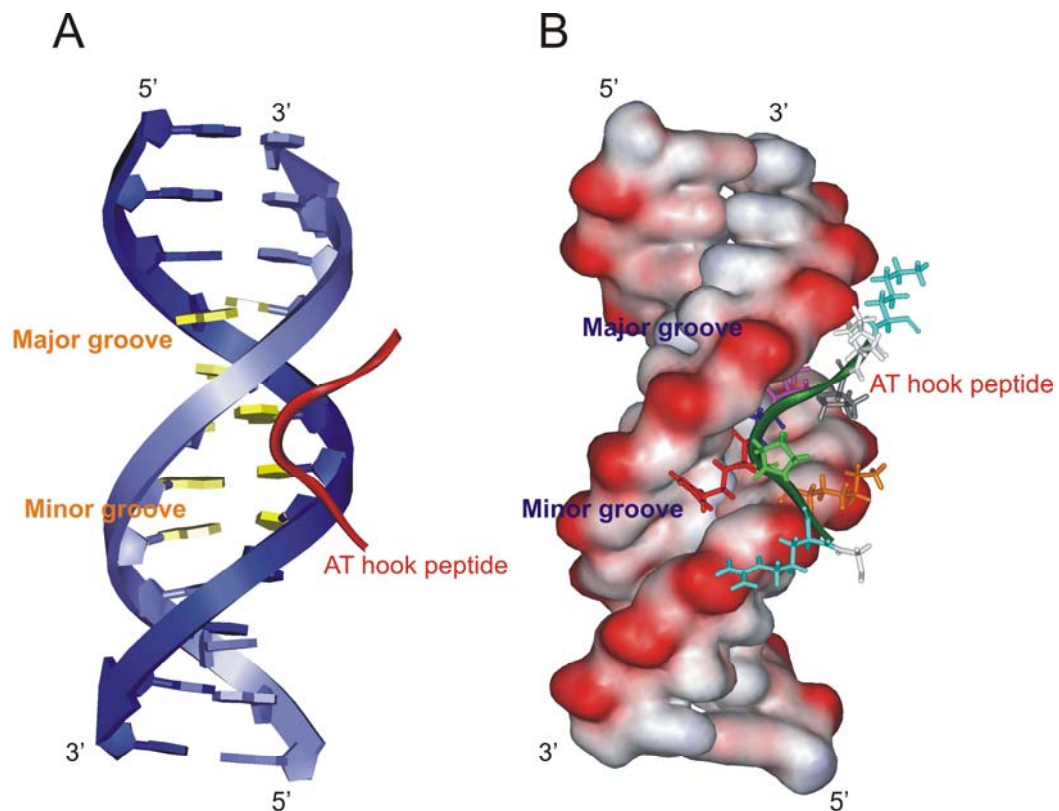 A
5’
3’
Major groove
Minor groove
AT hook peptide
3’
5’
B
5’
3’
Major groove
AT hook peptide
Minor groove
3’
5’